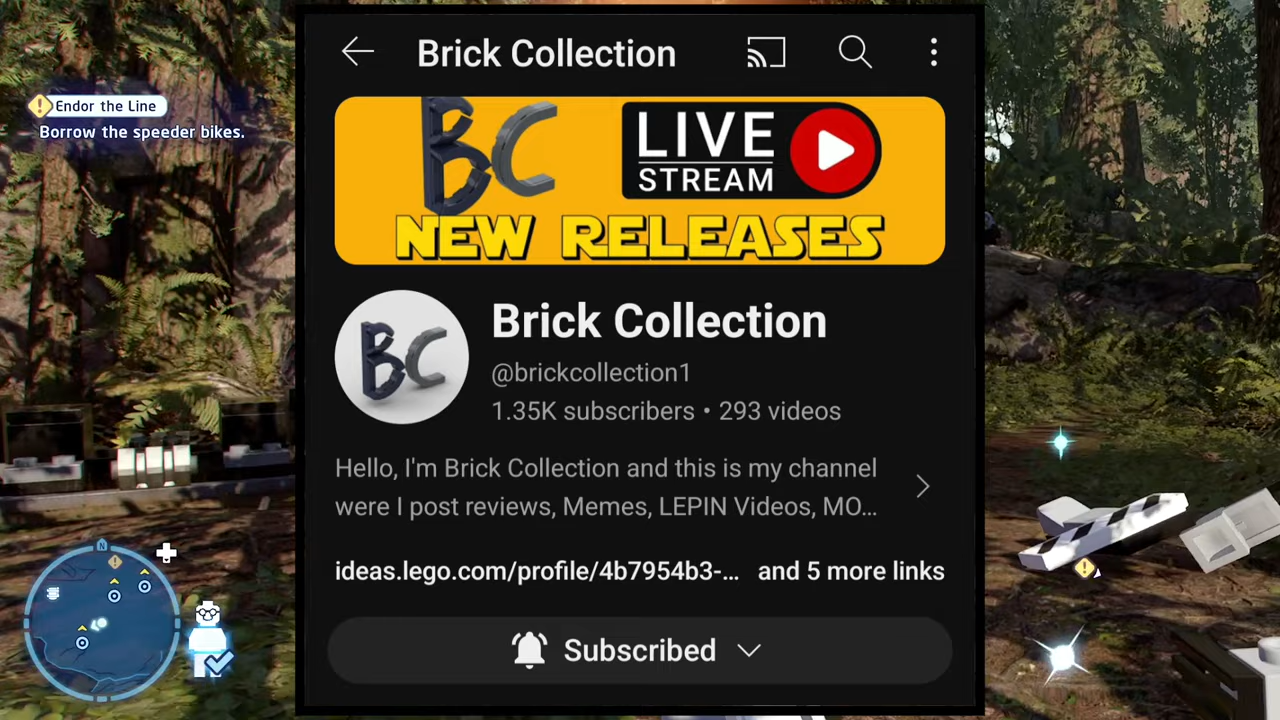 Brick Collection
Endor the Line
Borrow the speeder bikes.
BC
LIVE
STREAM
NEW RELEASES
BC
Brick Collection
@brickcollection1
1.35K subscribers • 293 videos
Hello, I'm Brick Collection and this is my channel
were I post reviews, Memes, LEPIN Videos, MO...
ideas.lego.com/profile/4b7954b3-... and 5 more links
N
Subscribed